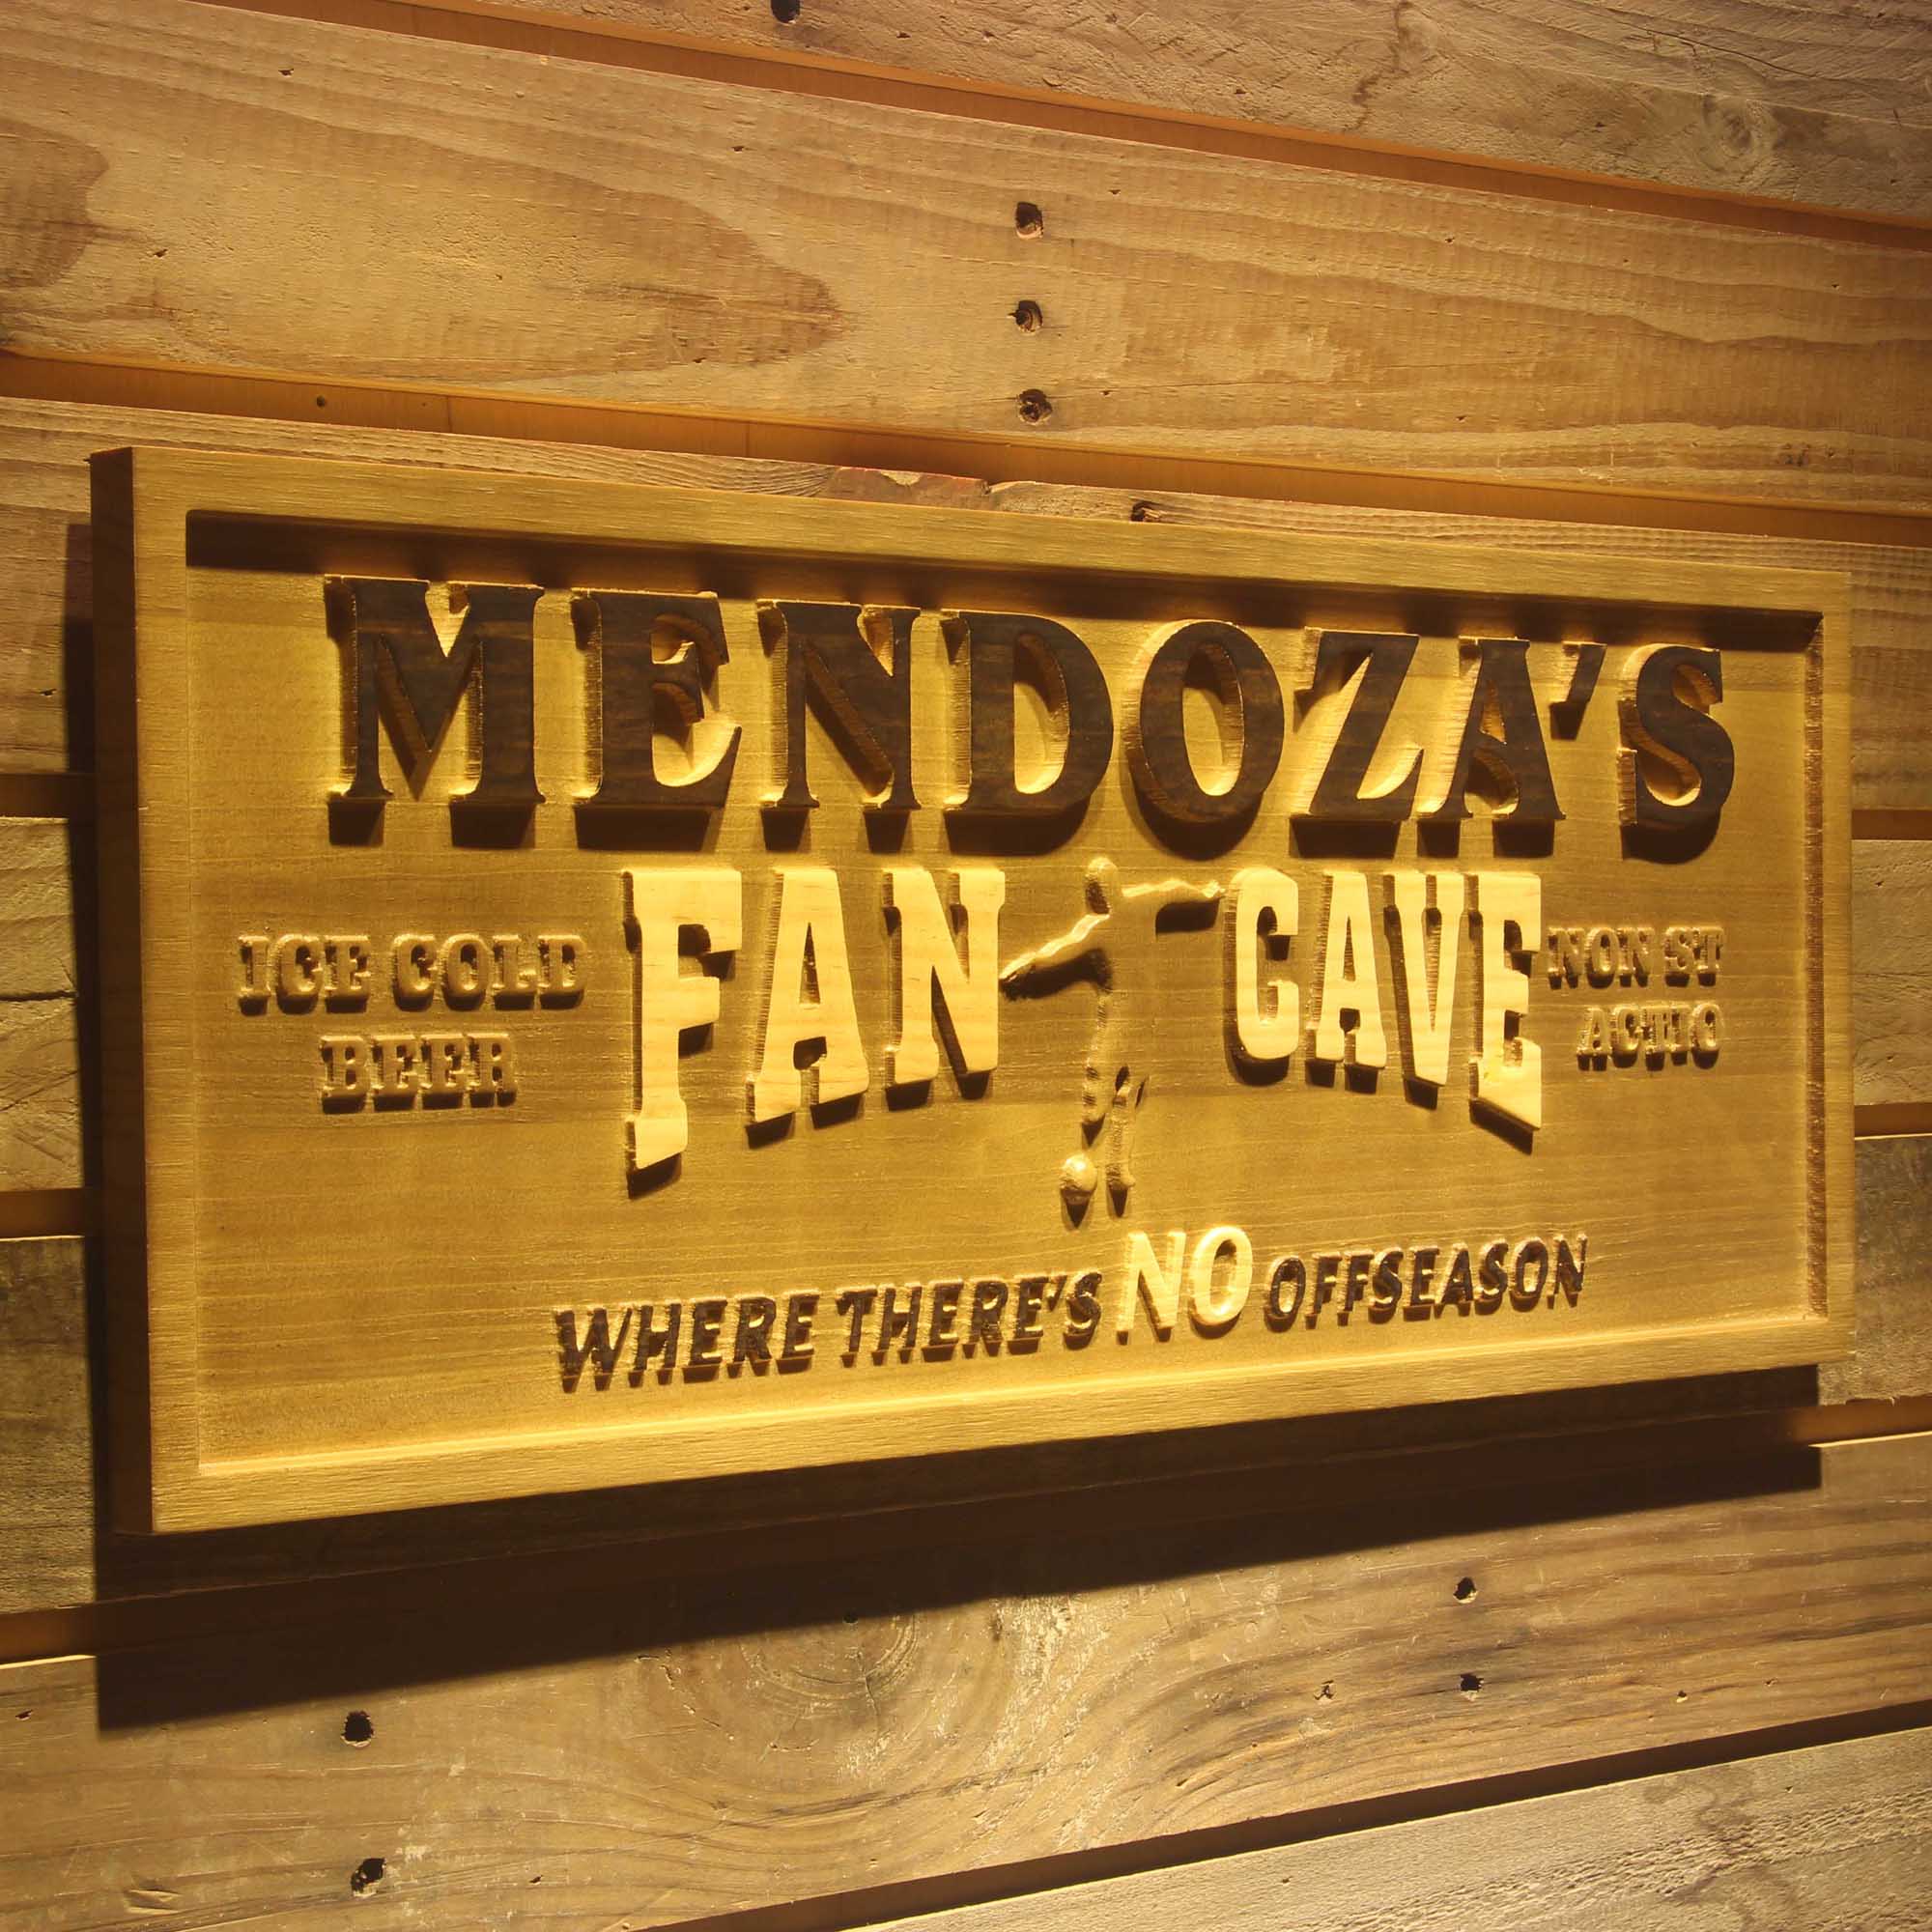 MENDOZA'S
FAN CAVE
ICE COLD
BEER
NON ST
ACTIO
WHERE THERE'S NO OFFSEASON